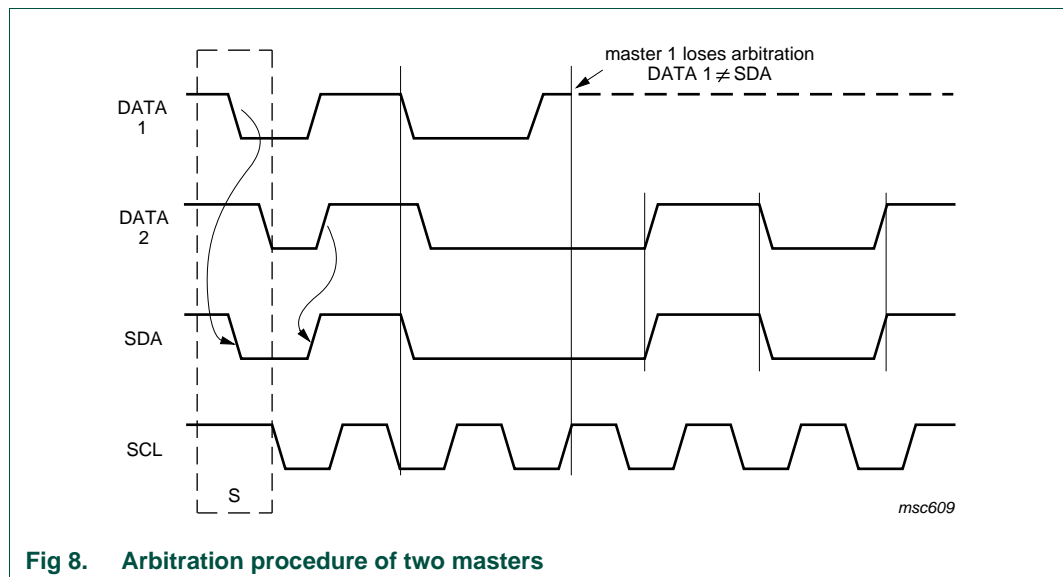 master 1 loses arbitration
DATA 1 ≠ SDA
DATA
1
DATA
2
SDA
SCL
S
msc609
Fig 8. Arbitration procedure of two masters